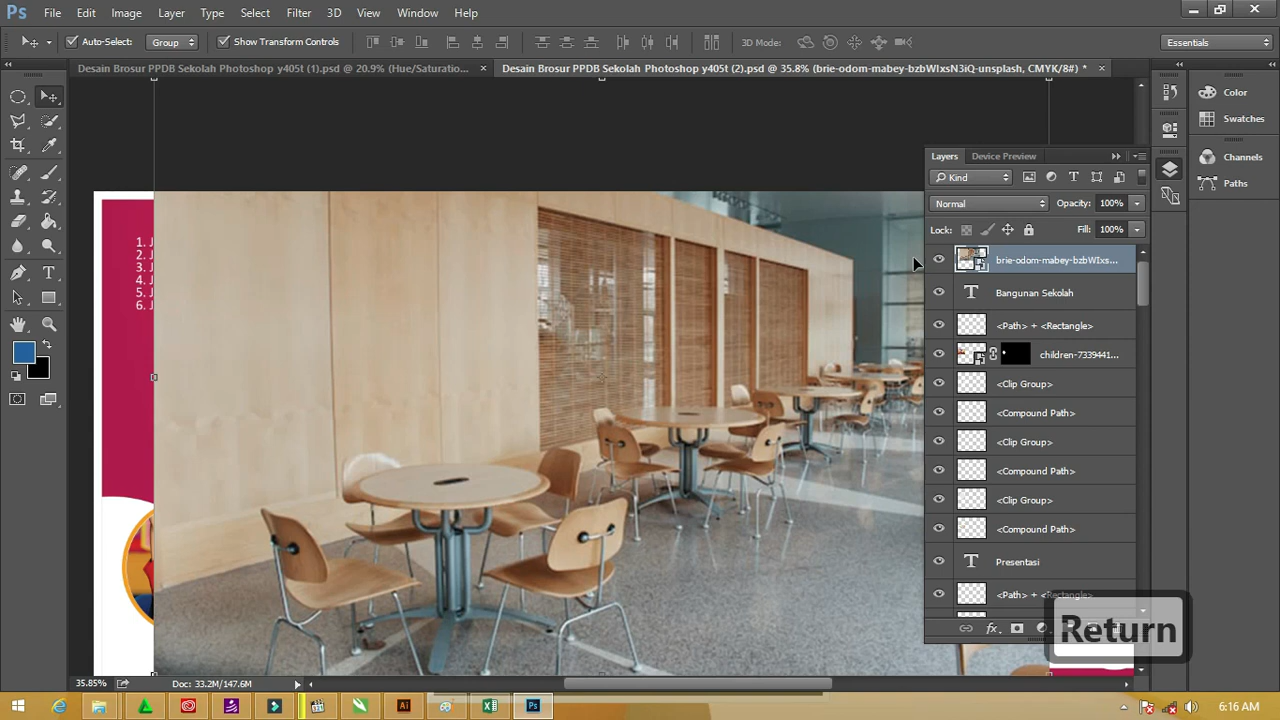 Ps File Edit Image Layer Type Select Filter 3D View Window Help
Auto-Select: Group Show Transform Controls 3D Mode: Essentials
Desain Brosur PPDB Sekolah Photoshop y405t (1).psd @ 20.9% (Hue/Saturatio... × Desain Brosur PPDB Sekolah Photoshop y405t (2).psd @ 35.8% (brie-odom-mabey-bzbWIxsN3iQ-unsplash, CMYK/8#) * ×
Color
Swatches
Channels
Paths
Layers Device Preview
Kind
Normal Opacity: 100%
Lock: Fill: 100%
brie-odom-mabey-bzbWIxs...
Bangunan Sekolah
<Path> + <Rectangle>
children-7339441...
<Clip Group>
<Compound Path>
<Clip Group>
<Compound Path>
<Clip Group>
<Compound Path>
Presentasi
<Path> + <Rectangle>
fx
1. J
2. J
3. J
4. J
5. J
6. J
Return
35.85% Doc: 33.2M/147.6M
Ai
Ps
6:16 AM